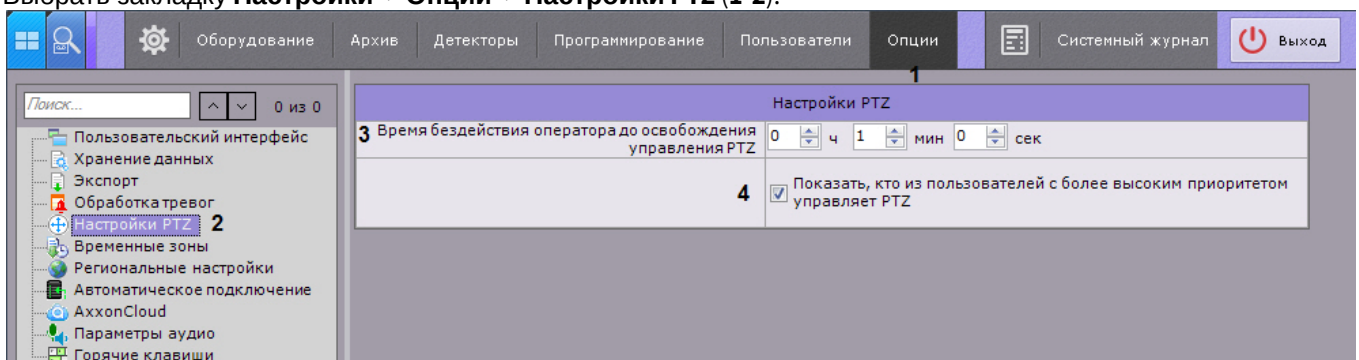 Выбрать закладку Настройки -> Опции -> Настройки PTZ (1-2).
Оборудование
Архив
Детекторы
Программирование
Пользователи
Опции
Системный журнал
Выход
1
Поиск...
0 из 0
Пользовательский интерфейс
Хранение данных
Экспорт
Обработка тревог
Настройки PTZ 2
Временные зоны
Региональные настройки
Автоматическое подключение
AxxonCloud
Параметры аудио
Горячие клавиши
Настройки PTZ
3 Время бездействия оператора до освобождения
управления PTZ
0 ч 1 мин 0 сек
4
Показать, кто из пользователей с более высоким приоритетом
управляет PTZ